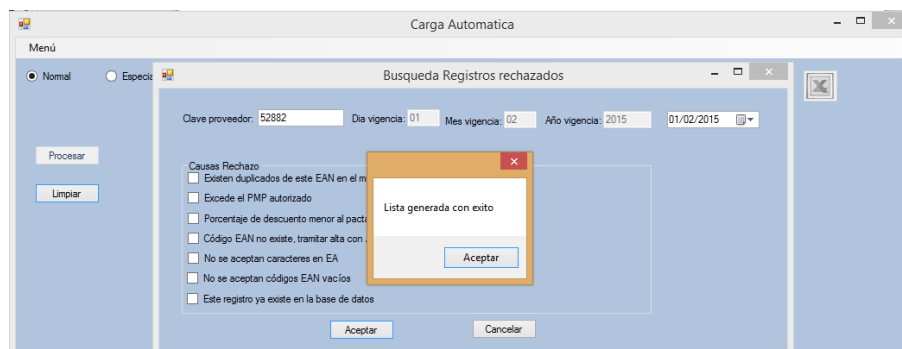 Carga Automatica
Menú
Normal
Busqueda Registros rechazados
Clave proveedor: 52882 Dia vigencia: 01 Mes vigencia: 02 Año vigencia: 2015 01/02/2015
Procesar
Limpiar
Causas Rechazo
Existen duplicados de este EAN en el
Excede el PMP autorizado
Porcentaje de descuento menor al
Código EAN no existe, tramitar alta con
No se aceptan caracteres en EA
No se aceptan códigos EAN vacíos
Este registro ya existe en la base de datos
Lista generada con exito
Aceptar
Aceptar Cancelar